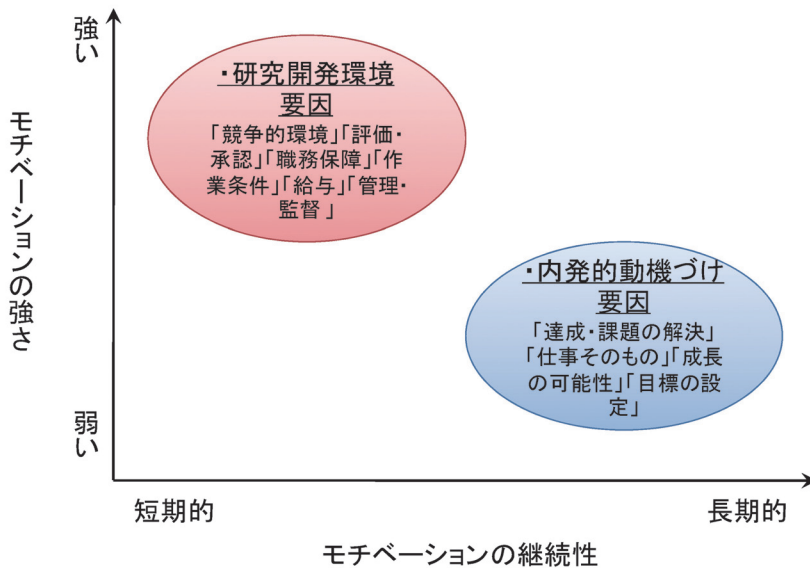 強い
モチベーションの強さ
弱い
・研究開発環境
要因
「競争的環境」「評価・
承認」「職務保障」「作
業条件」「給与」「管理・
監督 」
・内発的動機づけ
要因
「達成・課題の解決」
「仕事そのもの」「成長
の可能性」「目標の設
定」
短期的
長期的
モチベーションの継続性